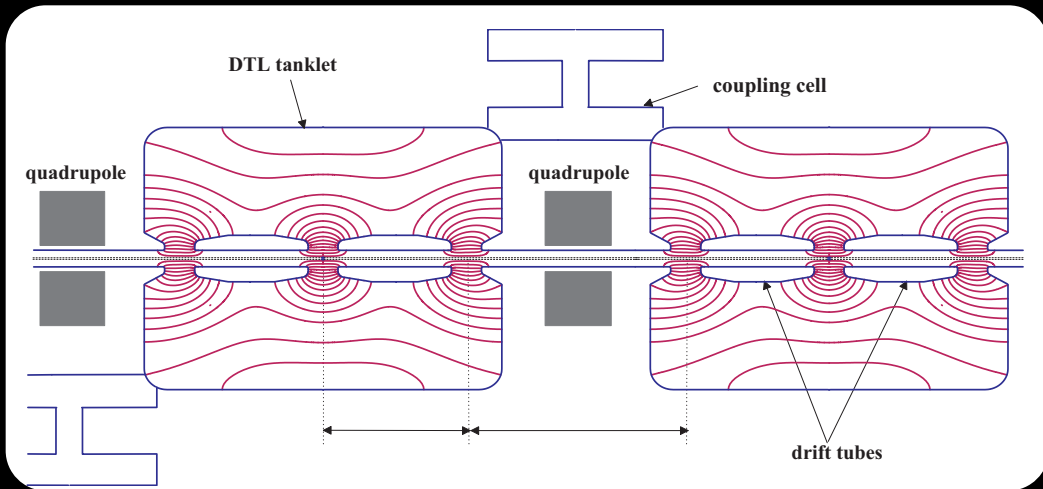 DTL tanklet
coupling cell
quadrupole
quadrupole
drift tubes